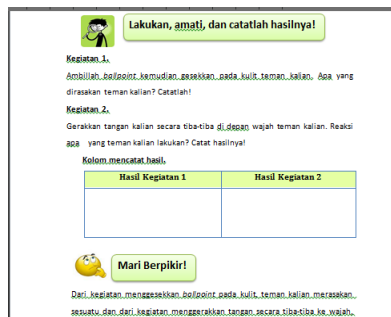 Lakukan, amati, dan catatlah hasilnya!
Kegiatan 1.
Ambillah ballpoint kemudian gesekkan pada kulit teman kalian. Apa yang
dirasakan teman kalian? Catatlah!
Kegiatan 2.
Gerakkan tangan kalian secara tiba-tiba di depan wajah teman kalian. Reaksi
apa yang teman kalian lakukan? Catat hasilnya!
Kolom mencatat hasil.
Hasil Kegiatan 1 Hasil Kegiatan 2
Mari Berpikir!
Dari kegiatan menggesekkan bolpoint pada kulit, teman kalian merasakan
sesuatu dan dari kegiatan menggerakkan tangan secara tiba-tiba ke wajah,